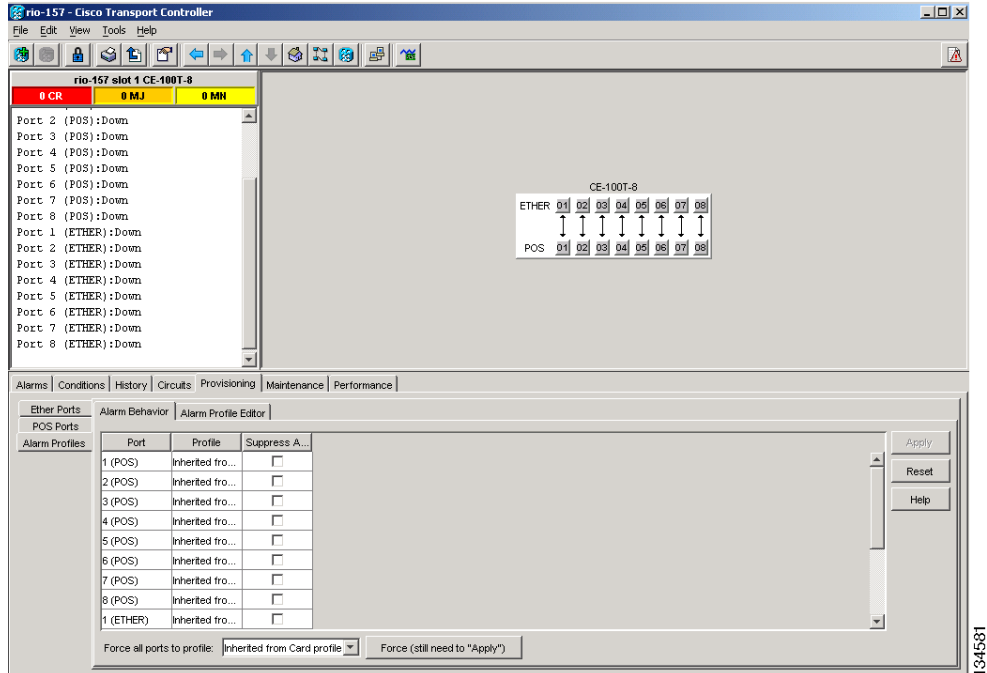 rio-157 - Cisco Transport Controller
File Edit View Tools Help
rio-157 slot 1 CE-100T-8
0 CR 0 MJ 0 MN
Port 2 (POS):Down
Port 3 (POS):Down
Port 4 (POS):Down
Port 5 (POS):Down
Port 6 (POS):Down
Port 7 (POS):Down
Port 8 (POS):Down
Port 1 (ETHER):Down
Port 2 (ETHER):Down
Port 3 (ETHER):Down
Port 4 (ETHER):Down
Port 5 (ETHER):Down
Port 6 (ETHER):Down
Port 7 (ETHER):Down
Port 8 (ETHER):Down
CE-100T-8
ETHER 01 02 03 04 05 06 07 08
POS 01 02 03 04 05 06 07 08
Alarms Conditions History Circuits Provisioning Maintenance Performance
Ether Ports
POS Ports
Alarm Profiles
Alarm Behavior Alarm Profile Editor
Port Profile Suppress A...
1 (POS) Inherited fro...
2 (POS) Inherited fro...
3 (POS) Inherited fro...
4 (POS) Inherited fro...
5 (POS) Inherited fro...
6 (POS) Inherited fro...
7 (POS) Inherited fro...
8 (POS) Inherited fro...
1 (ETHER) Inherited fro...
Apply
Reset
Help
Force all ports to profile: Inherited from Card profile Force (still need to "Apply")
134581